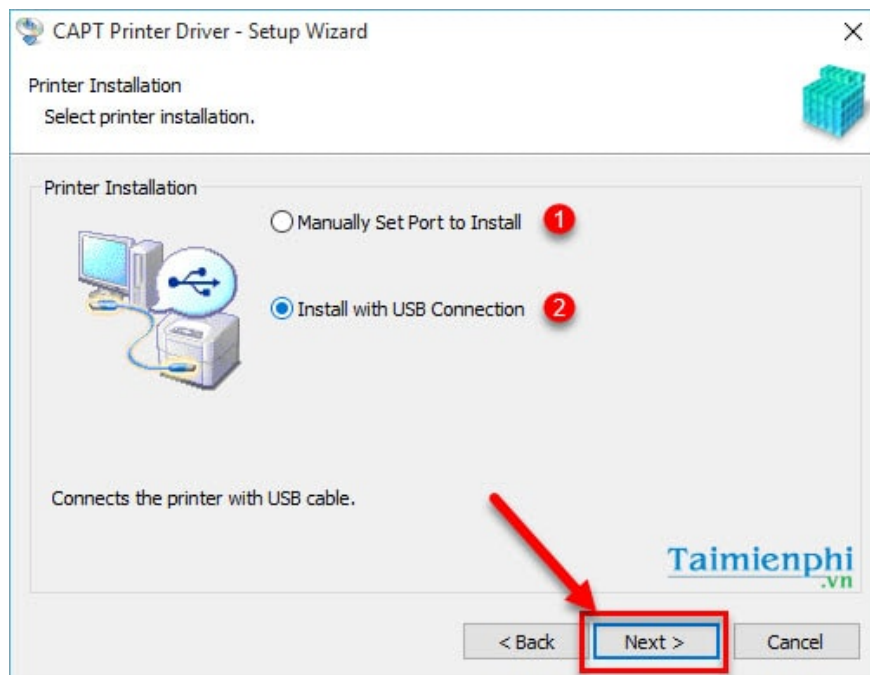 CAPT Printer Driver - Setup Wizard
Printer Installation
Select printer installation.
Printer Installation
Manually Set Port to Install 1
Install with USB Connection 2
Connects the printer with USB cable.
Taimienphi
.vn
< Back Next > Cancel